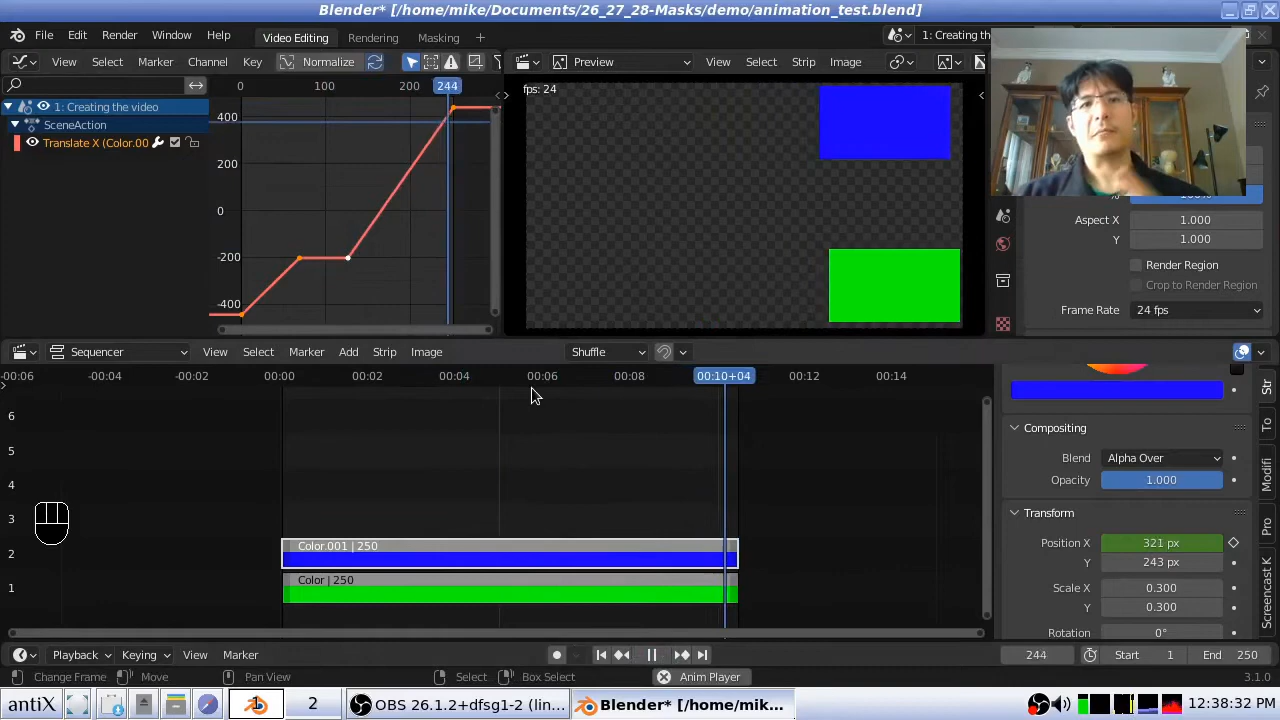 Blender* [/home/mike/Documents/26_27_28-Masks/demo/animation_test.blend]
File Edit Render Window Help Video Editing Rendering Masking + 1: Creating the
View Select Marker Channel Key Normalize Preview View Select Strip Image
0 100 200 244
fps: 24
1: Creating the video
SceneAction
Translate X (Color.00
400
200
0
-200
-400
Aspect X 1.000
Y 1.000
Render Region
Crop to Render Region
Frame Rate 24 fps
Sequencer View Select Marker Add Strip Image Shuffle
-00:06 -00:04 -00:02 00:00 00:02 00:04 00:06 00:08 00:10+04 00:12 00:14
6
5
4
3
2
1
Color.001 | 250
Color | 250
Str
To
Modifi
Pro
Screencast K
Compositing
Blend Alpha Over
Opacity 1.000
Transform
Position X 321 px
Y 243 px
Scale X 0.300
Y 0.300
Rotation 0°
Playback Keying View Marker 244 Start 1 End 250
Change Frame Move Pan View Select Box Select Anim Player 3.1.0
antiX 1 2 OBS 26.1.2+dfsg1-2 (lin... Blender* [/home/mik... 12:38:32 PM